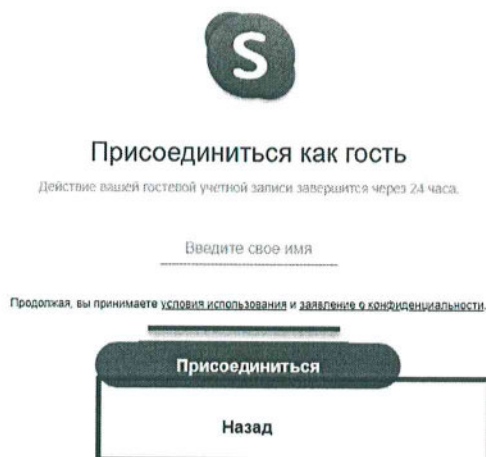 S
Присоединиться как гость
Действие вашей гостевой учетной записи завершится через 24 часа.
Введите свое имя
Продолжая, вы принимаете условия использования и заявление о конфиденциальности.
Присоединиться
Назад